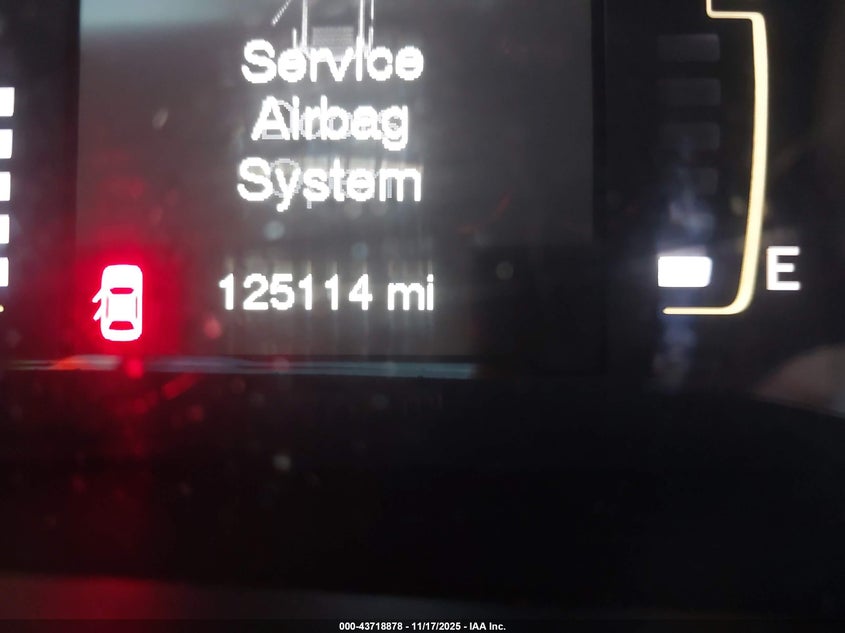 Service
Airbag
System
125114 mi
E
000-43718878 - 11/17/2025 - IAA Inc.